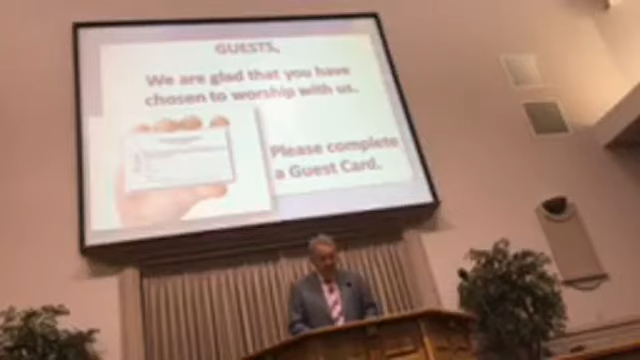 GUESTS,
We are glad that you have
chosen to worship with us.
Please complete
a Guest Card.